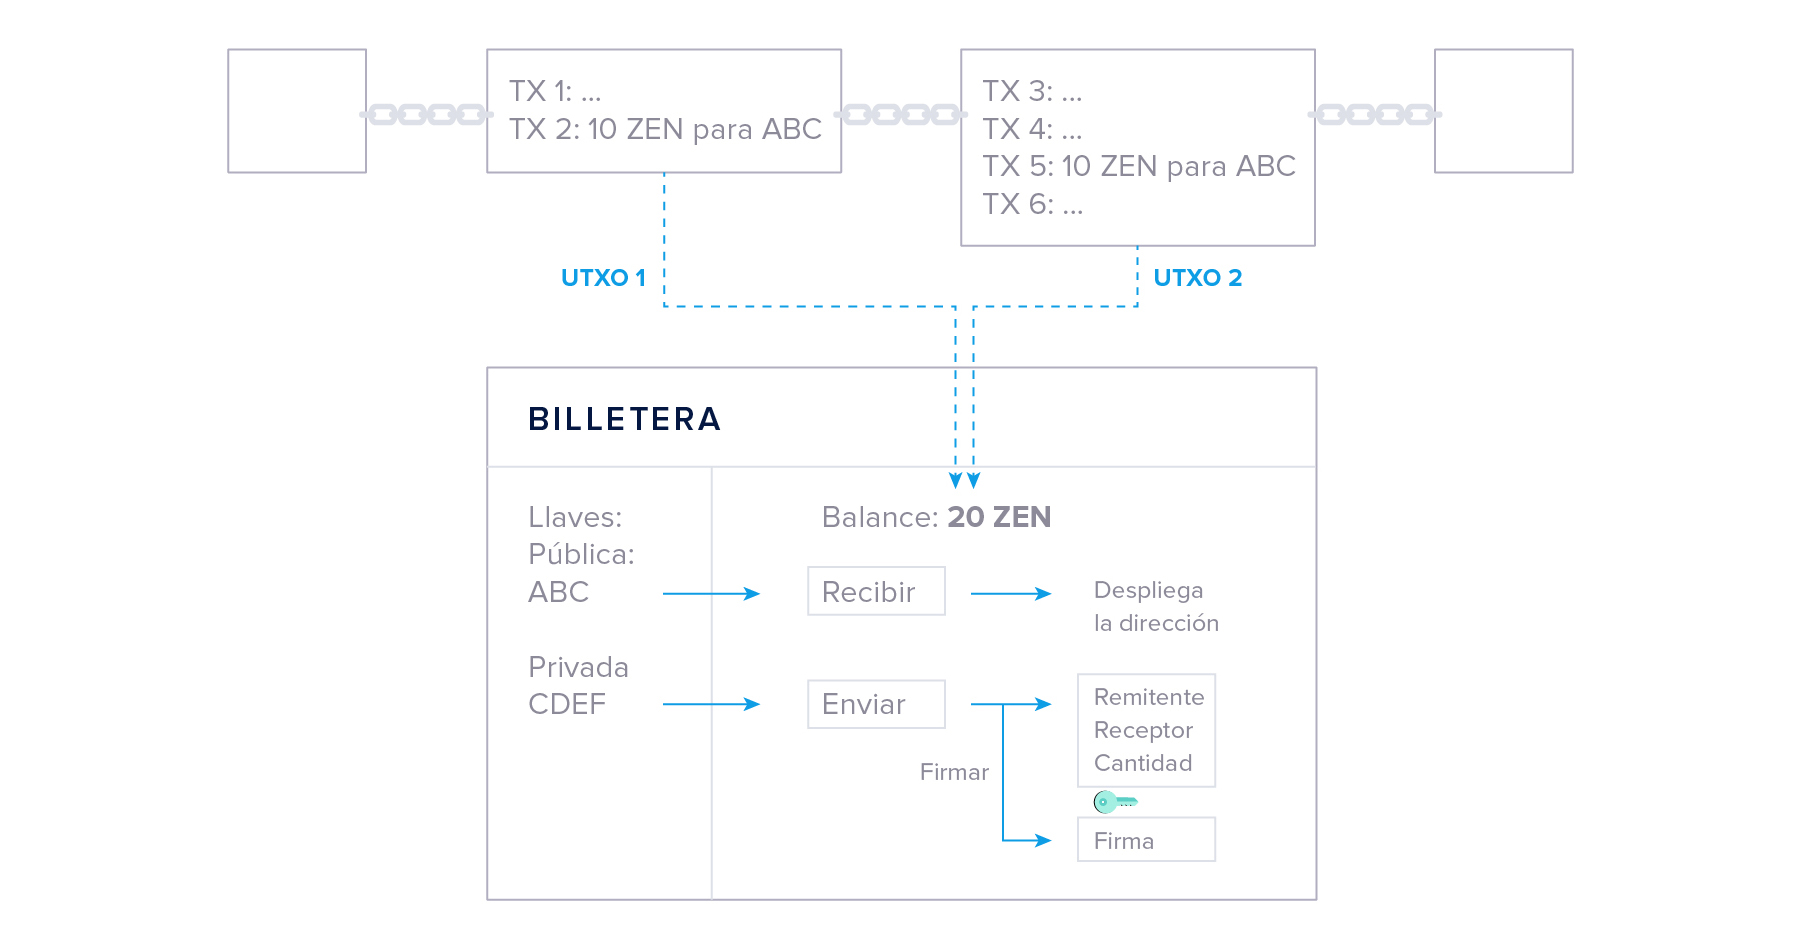 TX 1: ...
TX 2: 10 ZEN para ABC
TX 3: ...
TX 4: ...
TX 5: 10 ZEN para ABC
TX 6: ...
UTXO 1
UTXO 2
BILLETERA
Llaves:
Pública:
ABC
Privada
CDEF
Balance: 20 ZEN
Recibir
Despliega
la dirección
Enviar
Remitente
Receptor
Cantidad
Firmar
Firma